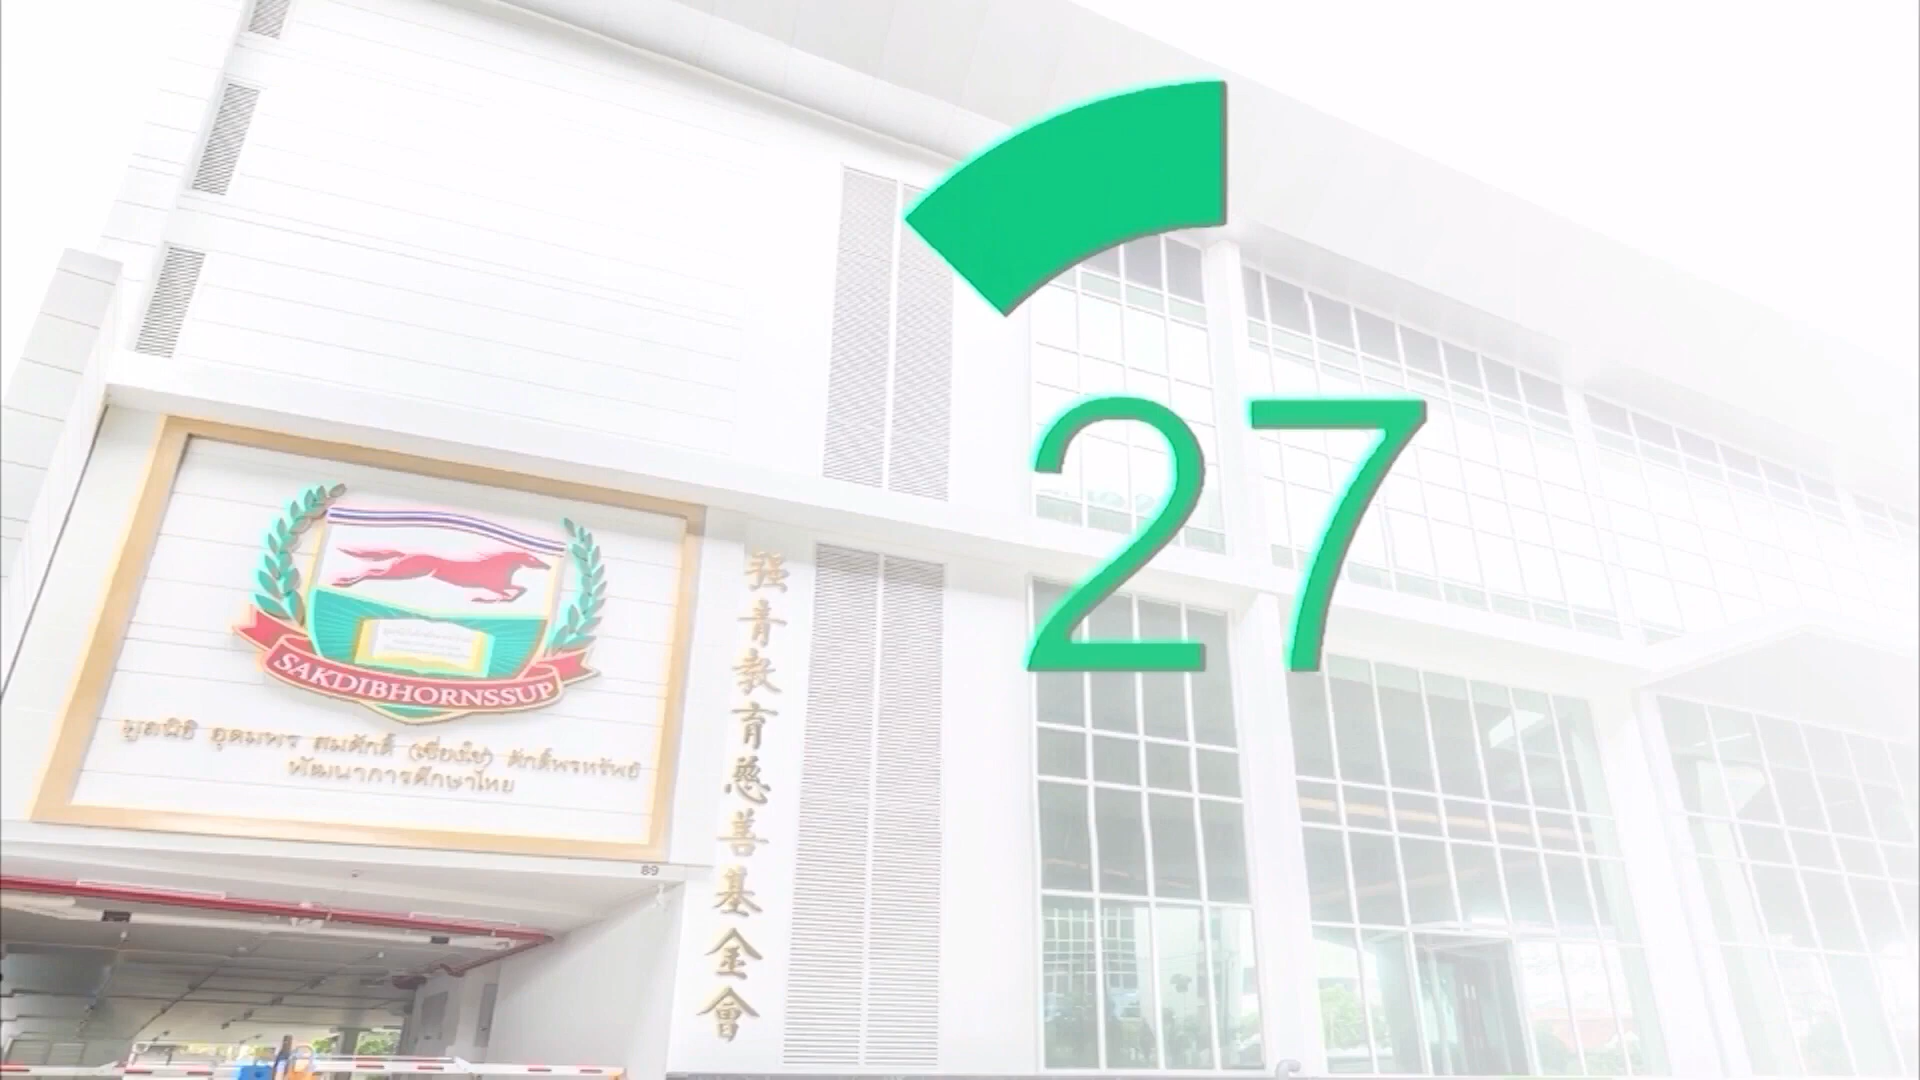 27
SAKDIBHORNSSUP
มูลนิธิ อุดมพร สมศักดิ์ (เซี่ยงไช) ศักดิ์พรทรัพย์
พัฒนาการศึกษาไทย
强青教育慈善基金會
89